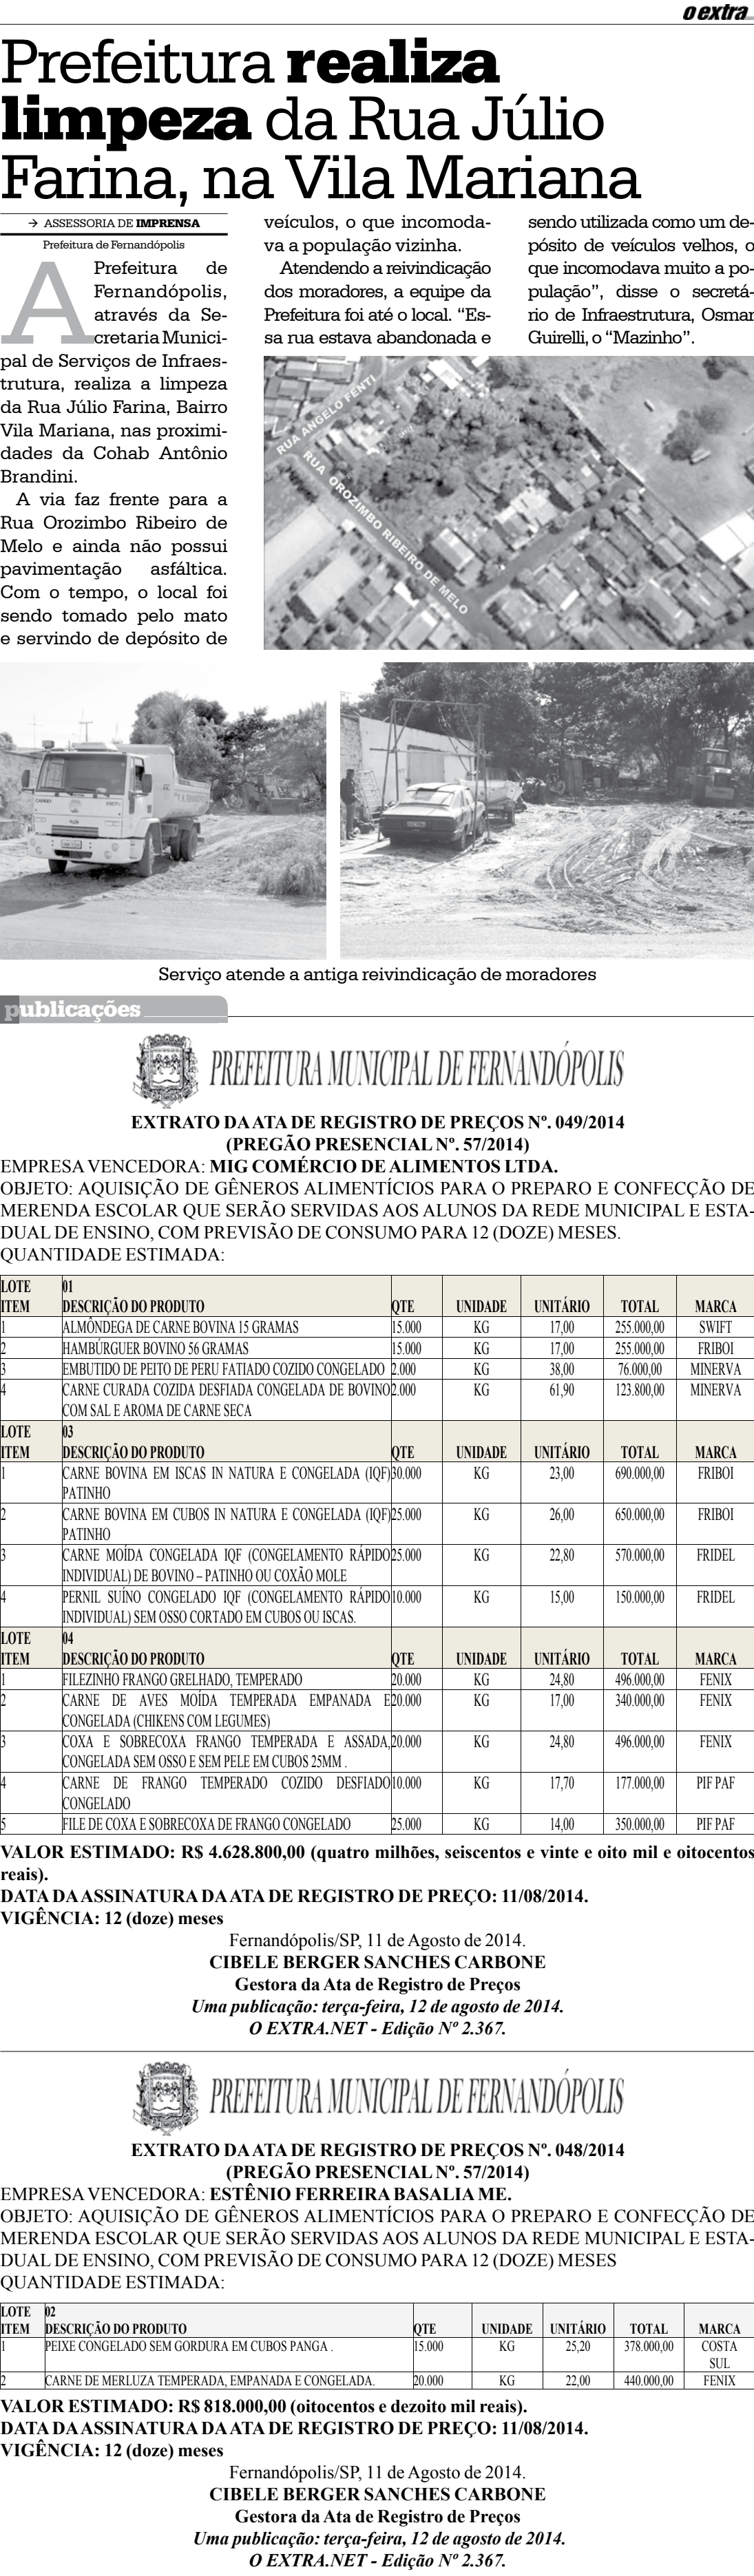 o extra
Prefeitura realiza
limpeza da Rua Júlio
Farina, na Vila Mariana
→ ASSESSORIA DE IMPRENSA
Prefeitura de Fernandópolis
A Prefeitura de
Fernandópolis,
através da Se-
cretaria Munici-
pal de Serviços de Infraes-
trutura, realiza a limpeza
da Rua Júlio Farina, Bairro
Vila Mariana, nas proximi-
dades da Cohab Antônio
Brandini.
A via faz frente para a
Rua Orozimbo Ribeiro de
Melo e ainda não possui
pavimentação asfáltica.
Com o tempo, o local foi
sendo tomado pelo mato
e servindo de depósito de
veículos, o que incomoda-
va a população vizinha.
Atendendo a reivindicação
dos moradores, a equipe da
Prefeitura foi até o local. “Es-
sa rua estava abandonada e
sendo utilizada como um de-
pósito de veículos velhos, o
que incomodava muito a po-
pulação”, disse o secretá-
rio de Infraestrutura, Osmar
Guirelli, o “Mazinho”.
RUA ANGELO FENTI
RUA OROZIMBO RIBEIRO DE MELO
Serviço atende a antiga reivindicação de moradores
publicações
PREFEITURA MUNICIPAL DE FERNANDÓPOLIS
EXTRATO DA ATA DE REGISTRO DE PREÇOS Nº. 049/2014
(PREGÃO PRESENCIAL Nº. 57/2014)
EMPRESA VENCEDORA: MIG COMÉRCIO DE ALIMENTOS LTDA.
OBJETO: AQUISIÇÃO DE GÊNEROS ALIMENTÍCIOS PARA O PREPARO E CONFECÇÃO DE
MERENDA ESCOLAR QUE SERÃO SERVIDAS AOS ALUNOS DA REDE MUNICIPAL E ESTA-
DUAL DE ENSINO, COM PREVISÃO DE CONSUMO PARA 12 (DOZE) MESES.
QUANTIDADE ESTIMADA:
LOTE 01
ITEM DESCRIÇÃO DO PRODUTO QTE UNIDADE UNITÁRIO TOTAL MARCA
1 ALMÔNDEGA DE CARNE BOVINA 15 GRAMAS 15.000 KG 17,00 255.000,00 SWIFT
2 HAMBÚRGUER BOVINO 56 GRAMAS 15.000 KG 17,00 255.000,00 FRIBOI
3 EMBUTIDO DE PEITO DE PERU FATIADO COZIDO CONGELADO 2.000 KG 38,00 76.000,00 MINERVA
4 CARNE CURADA COZIDA DESFIADA CONGELADA DE BOVINO 2.000 KG 61,90 123.800,00 MINERVA
COM SAL E AROMA DE CARNE SECA
LOTE 03
ITEM DESCRIÇÃO DO PRODUTO QTE UNIDADE UNITÁRIO TOTAL MARCA
1 CARNE BOVINA EM ISCAS IN NATURA E CONGELADA (IQF) 30.000 KG 23,00 690.000,00 FRIBOI
PATINHO
2 CARNE BOVINA EM CUBOS IN NATURA E CONGELADA (IQF) 25.000 KG 26,00 650.000,00 FRIBOI
PATINHO
3 CARNE MOÍDA CONGELADA IQF (CONGELAMENTO RÁPIDO 25.000 KG 22,80 570.000,00 FRIDEL
INDIVIDUAL) DE BOVINO – PATINHO OU COXÃO MOLE
4 PERNIL SUÍNO CONGELADO IQF (CONGELAMENTO RÁPIDO 10.000 KG 15,00 150.000,00 FRIDEL
INDIVIDUAL) SEM OSSO CORTADO EM CUBOS OU ISCAS.
LOTE 04
ITEM DESCRIÇÃO DO PRODUTO QTE UNIDADE UNITÁRIO TOTAL MARCA
1 FILEZINHO FRANGO GRELHADO, TEMPERADO 20.000 KG 24,80 496.000,00 FENIX
2 CARNE DE AVES MOÍDA TEMPERADA EMPANADA E 20.000 KG 17,00 340.000,00 FENIX
CONGELADA (CHIKENS COM LEGUMES)
3 COXA E SOBRECOXA FRANGO TEMPERADA E ASSADA, 20.000 KG 24,80 496.000,00 FENIX
CONGELADA SEM OSSO E SEM PELE EM CUBOS 25MM .
4 CARNE DE FRANGO TEMPERADO COZIDO DESFIADO 10.000 KG 17,70 177.000,00 PIF PAF
CONGELADO
5 FILE DE COXA E SOBRECOXA DE FRANGO CONGELADO 25.000 KG 14,00 350.000,00 PIF PAF
VALOR ESTIMADO: R$ 4.628.800,00 (quatro milhões, seiscentos e vinte e oito mil e oitocentos
reais).
DATA DA ASSINATURA DA ATA DE REGISTRO DE PREÇO: 11/08/2014.
VIGÊNCIA: 12 (doze) meses
Fernandópolis/SP, 11 de Agosto de 2014.
CIBELE BERGER SANCHES CARBONE
Gestora da Ata de Registro de Preços
Uma publicação: terça-feira, 12 de agosto de 2014.
O EXTRA.NET - Edição Nº 2.367.
PREFEITURA MUNICIPAL DE FERNANDÓPOLIS
EXTRATO DA ATA DE REGISTRO DE PREÇOS Nº. 048/2014
(PREGÃO PRESENCIAL Nº. 57/2014)
EMPRESA VENCEDORA: ESTÊNIO FERREIRA BASALIA ME.
OBJETO: AQUISIÇÃO DE GÊNEROS ALIMENTÍCIOS PARA O PREPARO E CONFECÇÃO DE
MERENDA ESCOLAR QUE SERÃO SERVIDAS AOS ALUNOS DA REDE MUNICIPAL E ESTA-
DUAL DE ENSINO, COM PREVISÃO DE CONSUMO PARA 12 (DOZE) MESES
QUANTIDADE ESTIMADA:
LOTE 02
ITEM DESCRIÇÃO DO PRODUTO QTE UNIDADE UNITÁRIO TOTAL MARCA
1 PEIXE CONGELADO SEM GORDURA EM CUBOS PANGA . 15.000 KG 25,20 378.000,00 COSTA
SUL
2 CARNE DE MERLUZA TEMPERADA, EMPANADA E CONGELADA. 20.000 KG 22,00 440.000,00 FENIX
VALOR ESTIMADO: R$ 818.000,00 (oitocentos e dezoito mil reais).
DATA DA ASSINATURA DA ATA DE REGISTRO DE PREÇO: 11/08/2014.
VIGÊNCIA: 12 (doze) meses
Fernandópolis/SP, 11 de Agosto de 2014.
CIBELE BERGER SANCHES CARBONE
Gestora da Ata de Registro de Preços
Uma publicação: terça-feira, 12 de agosto de 2014.
O EXTRA.NET - Edição Nº 2.367.